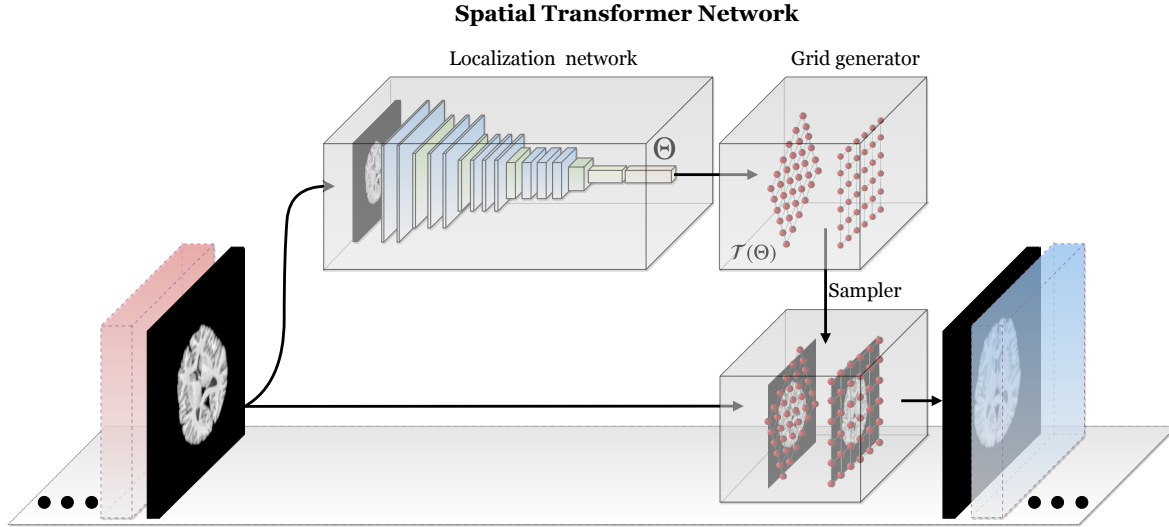 Spatial Transformer Network
Localization network
Grid generator
Θ
𝒯(Θ)
Sampler